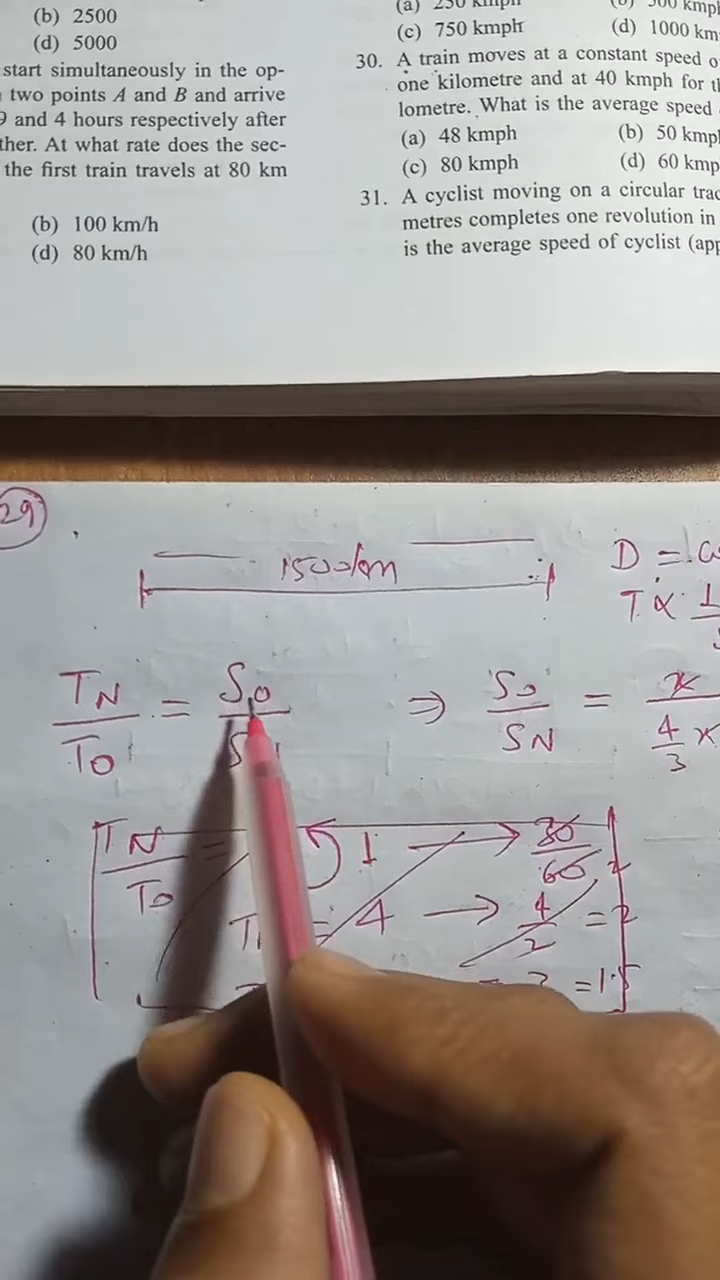 (b) 2500
(d) 5000
start simultaneously in the op-
two points A and B and arrive
9 and 4 hours respectively after
ther. At what rate does the sec-
the first train travels at 80 km
(b) 100 km/h
(d) 80 km/h
(a) 250 kmph
(c) 750 kmph
(d) 1000 km
30. A train moves at a constant speed o
one kilometre and at 40 kmph for t
lometre. What is the average speed
(a) 48 kmph
(b) 50 kmp
(c) 80 kmph
(d) 60 kmp
31. A cyclist moving on a circular trac
metres completes one revolution in
is the average speed of cyclist (app
29
1500km
D =
T ∝ 1
TN/TO = SO/S
⇒ SO/SN = x/(4/3 x
TN/TO =
1 → 30/60
= 4 → 4/2 = 2
= 1.5